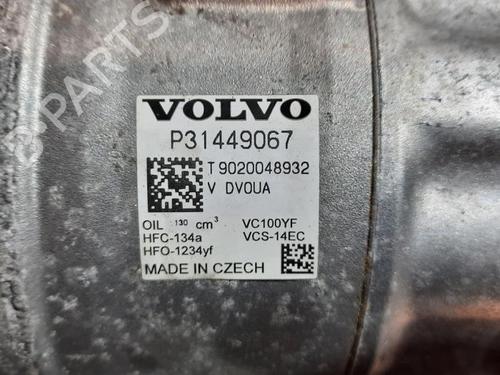 B-PARTS
VOLVO
P31449067
T 9020048932
V DV0UA
OIL 130 cm³ VC100YF
HFC-134a VCS-14EC
HFO-1234yf
MADE IN CZECH